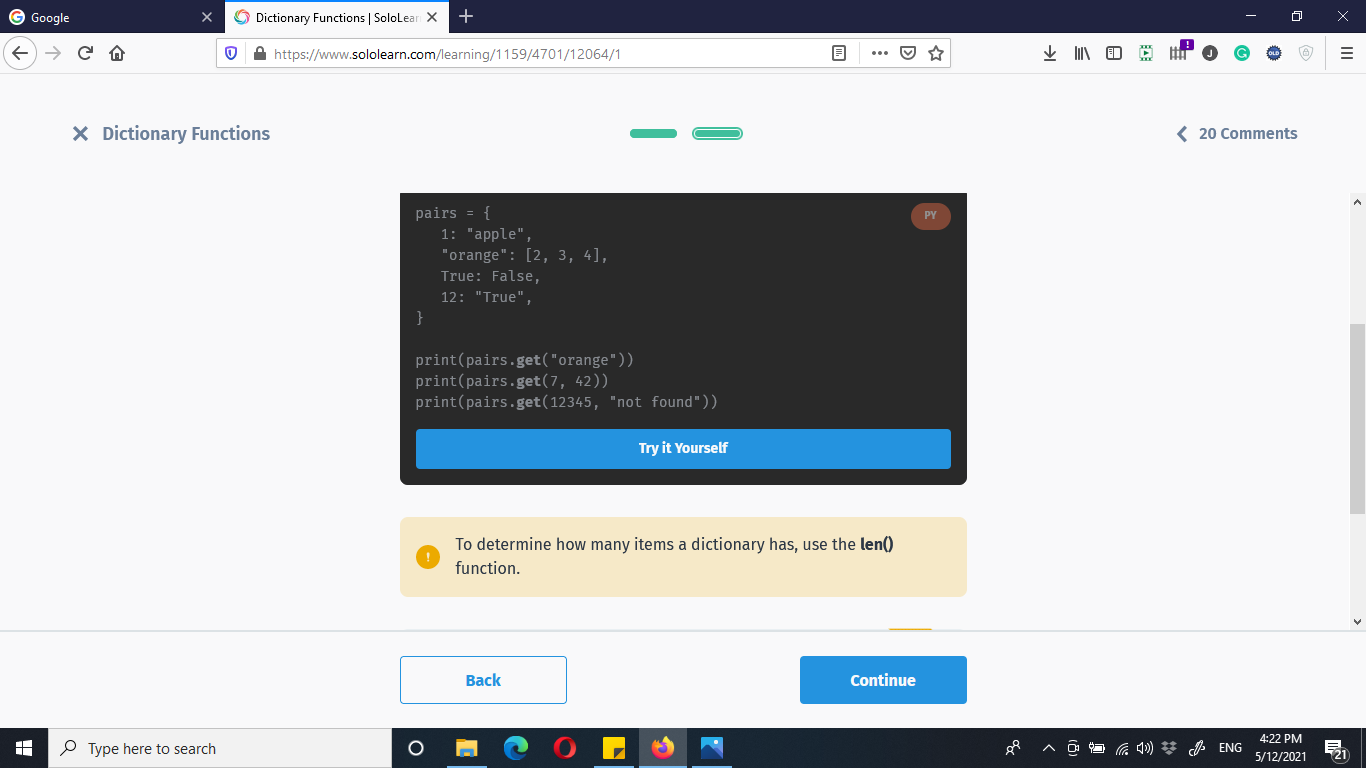 Google
Dictionary Functions | SoloLear
https://www.sololearn.com/learning/1159/4701/12064/1
Dictionary Functions
20 Comments
PY
pairs = {
   1: "apple",
   "orange": [2, 3, 4],
   True: False,
   12: "True",
}
print(pairs.get("orange"))
print(pairs.get(7, 42))
print(pairs.get(12345, "not found"))
Try it Yourself
! To determine how many items a dictionary has, use the len()
function.
Back
Continue
Type here to search
ENG
4:22 PM
5/12/2021
21